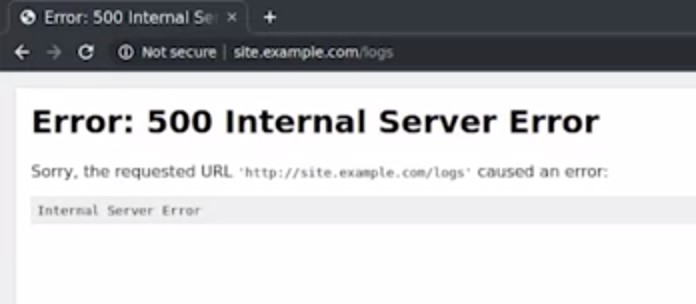 Error: 500 Internal Se
Not secure | site.example.com/logs
Error: 500 Internal Server Error
Sorry, the requested URL 'http://site.example.com/logs' caused an error:
Internal Server Error